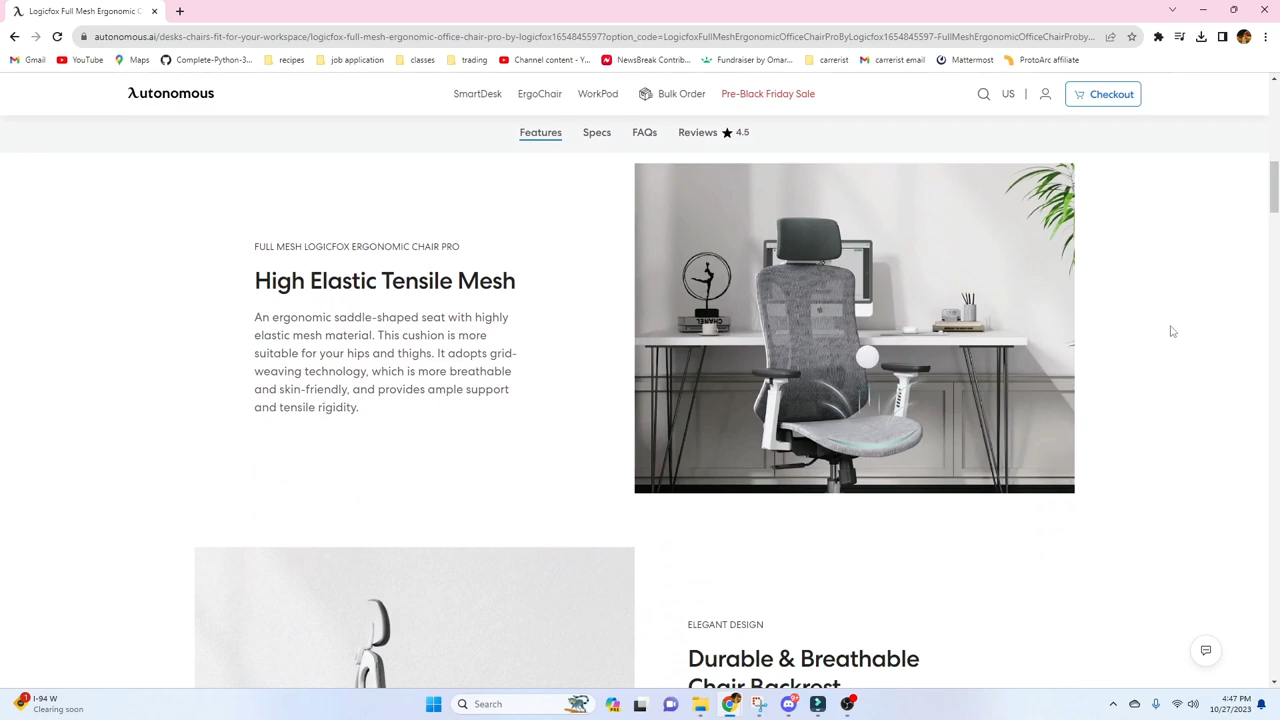 Logicfox Full Mesh Ergonomic C
autonomous.ai/desks-chairs-fit-for-your-workspace/logicfox-full-mesh-ergonomic-office-chair-pro-by-logicfox1654845597?option_code=LogicfoxFullMeshErgonomicOfficeChairProByLogicfox1654845597-FullMeshErgonomicOfficeChairProby...
Gmail YouTube Maps Complete-Python-3... recipes job application classes trading Channel content - Y... NewsBreak Contrib... Fundraiser by Omar... carrerist carrerist email Mattermost ProtoArc affiliate
Autonomous SmartDesk ErgoChair WorkPod Bulk Order Pre-Black Friday Sale US | Checkout
Features Specs FAQs Reviews ★ 4.5
FULL MESH LOGICFOX ERGONOMIC CHAIR PRO
High Elastic Tensile Mesh
An ergonomic saddle-shaped seat with highly
elastic mesh material. This cushion is more
suitable for your hips and thighs. It adopts grid-
weaving technology, which is more breathable
and skin-friendly, and provides ample support
and tensile rigidity.
CHANEL
ELEGANT DESIGN
Durable & Breathable
Chair Backrest
1 I-94 W
Clearing soon
Search
9+
4:47 PM
10/27/2023